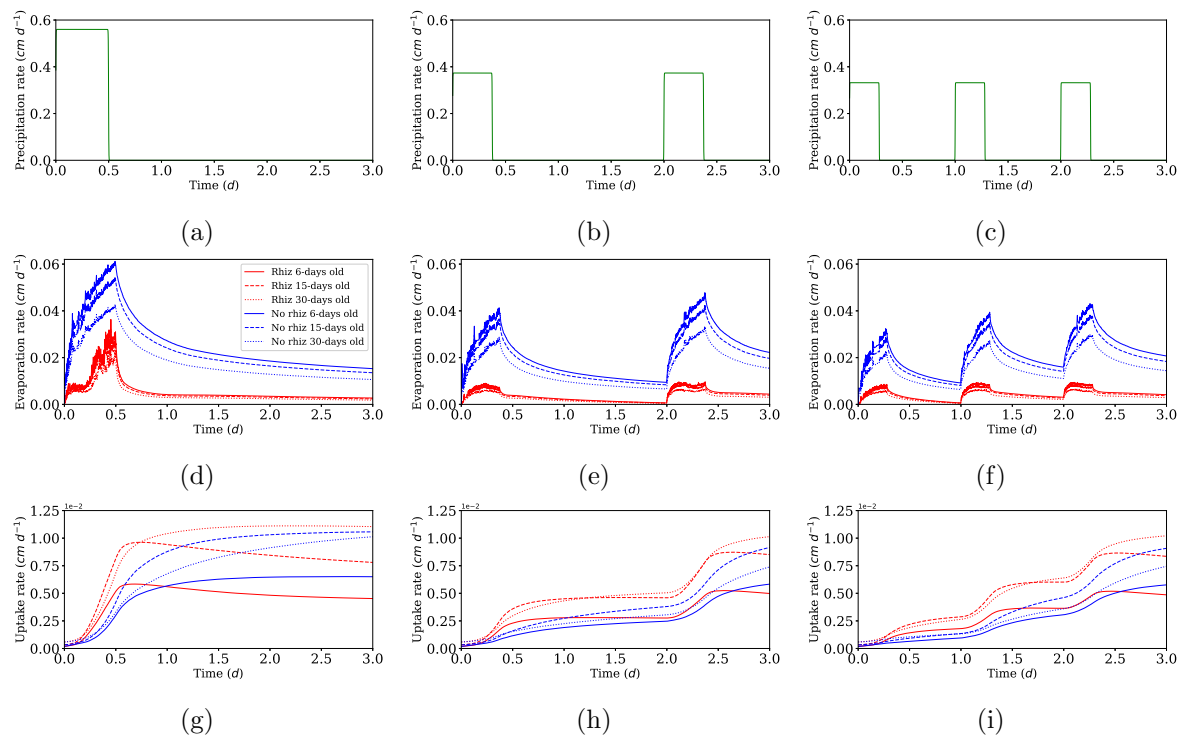 Precipitation rate (cm d⁻¹)
0.6
0.4
0.2
0.0
0.0 0.5 1.0 1.5 2.0 2.5 3.0
Time (d)
(a)
Precipitation rate (cm d⁻¹)
0.6
0.4
0.2
0.0
0.0 0.5 1.0 1.5 2.0 2.5 3.0
Time (d)
(b)
Precipitation rate (cm d⁻¹)
0.6
0.4
0.2
0.0
0.0 0.5 1.0 1.5 2.0 2.5 3.0
Time (d)
(c)
Evaporation rate (cm d⁻¹)
0.06
0.04
0.02
0.00
Rhiz 6-days old
Rhiz 15-days old
Rhiz 30-days old
No rhiz 6-days old
No rhiz 15-days old
No rhiz 30-days old
0.0 0.5 1.0 1.5 2.0 2.5 3.0
Time (d)
(d)
Evaporation rate (cm d⁻¹)
0.06
0.04
0.02
0.00
0.0 0.5 1.0 1.5 2.0 2.5 3.0
Time (d)
(e)
Evaporation rate (cm d⁻¹)
0.06
0.04
0.02
0.00
0.0 0.5 1.0 1.5 2.0 2.5 3.0
Time (d)
(f)
Uptake rate (cm d⁻¹)
1e−2
1.25
1.00
0.75
0.50
0.25
0.00
0.0 0.5 1.0 1.5 2.0 2.5 3.0
Time (d)
(g)
Uptake rate (cm d⁻¹)
1e−2
1.25
1.00
0.75
0.50
0.25
0.00
0.0 0.5 1.0 1.5 2.0 2.5 3.0
Time (d)
(h)
Uptake rate (cm d⁻¹)
1e−2
1.25
1.00
0.75
0.50
0.25
0.00
0.0 0.5 1.0 1.5 2.0 2.5 3.0
Time (d)
(i)